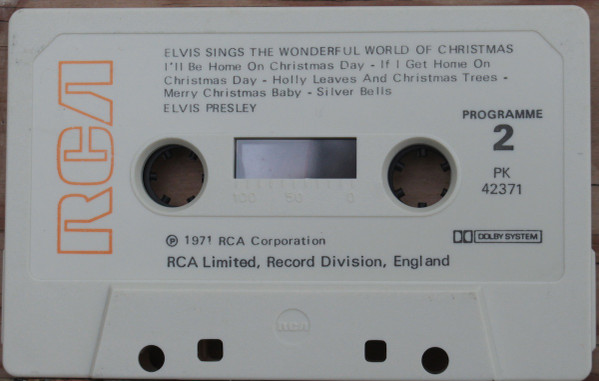 RCA
ELVIS SINGS THE WONDERFUL WORLD OF CHRISTMAS
I'll Be Home On Christmas Day - If I Get Home On
Christmas Day - Holly Leaves And Christmas Trees -
Merry Christmas Baby - Silver Bells
ELVIS PRESLEY
PROGRAMME
2
PK
42371
100 50 0
℗ 1971 RCA Corporation
DOLBY SYSTEM
RCA Limited, Record Division, England
RCA